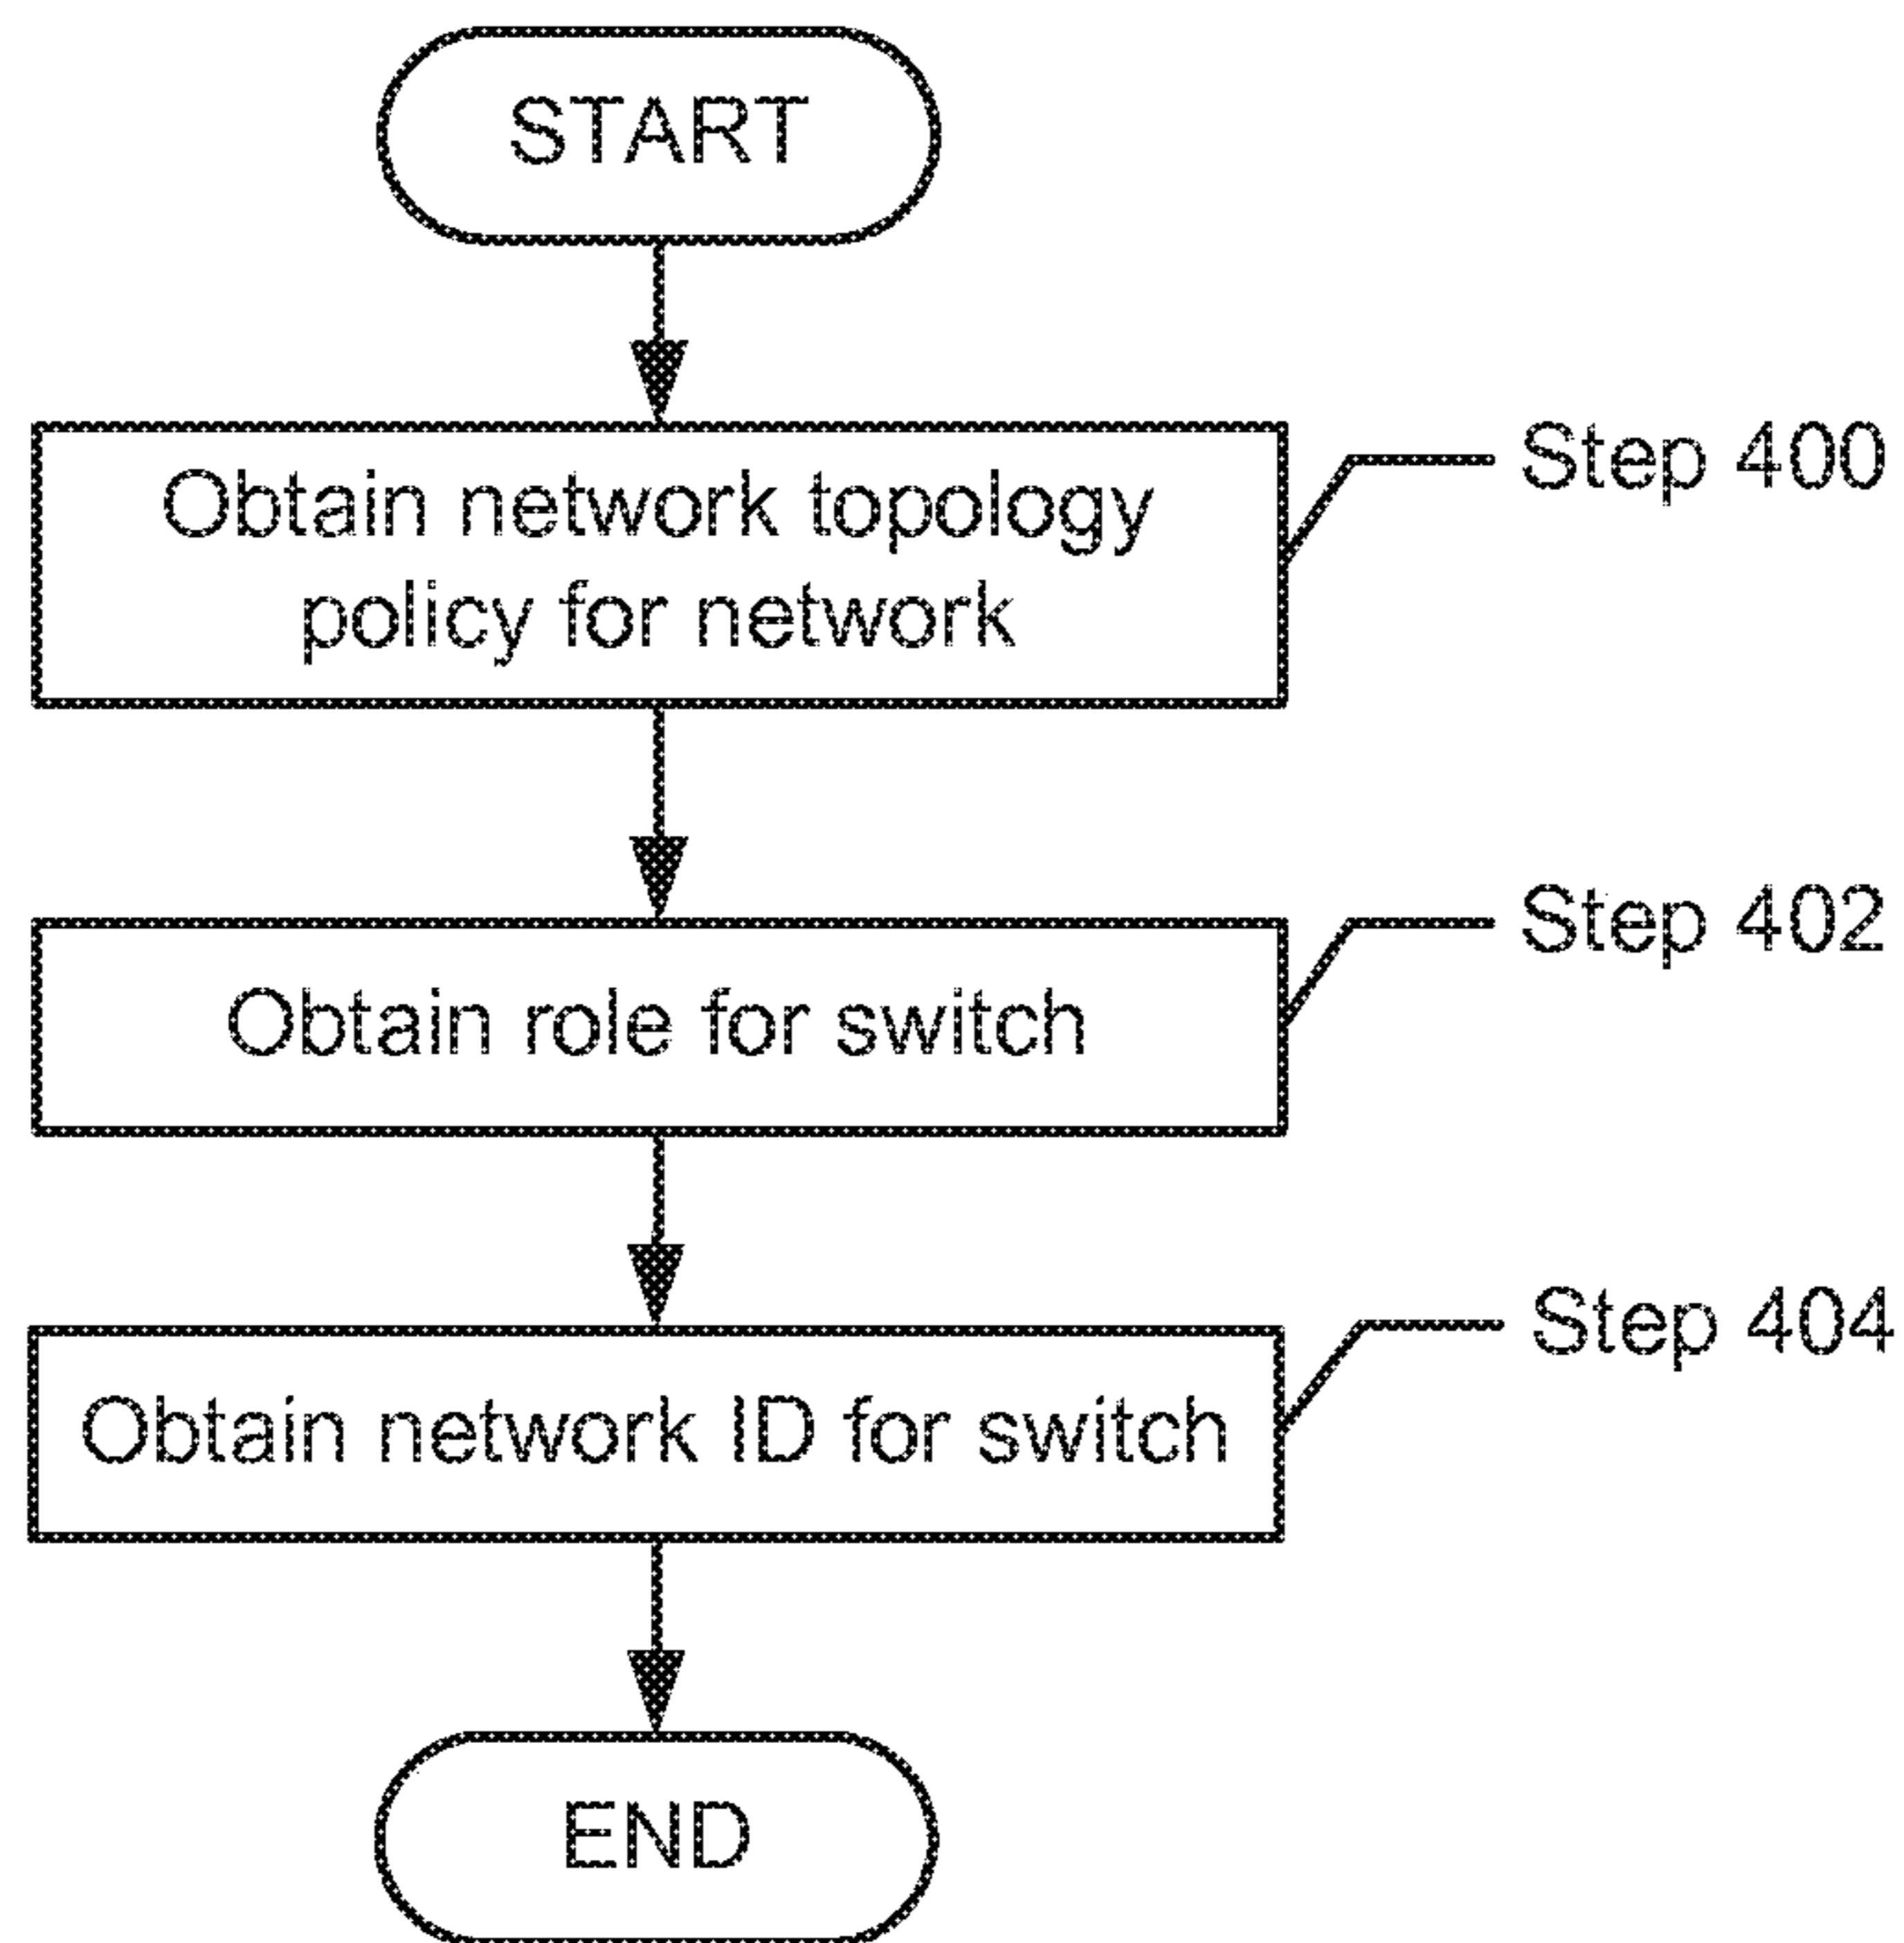 START
Obtain network topology
policy for network
Step 400
Obtain role for switch
Step 402
Obtain network ID for switch
Step 404
END